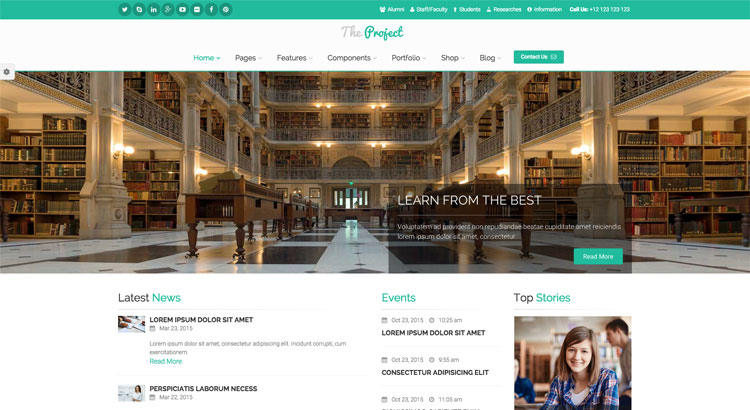 Alumni Staff/Faculty Students Researches Information Call Us: +12 123 123 123
The Project
Home Pages Features Components Portfolio Shop Blog Contact Us
LEARN FROM THE BEST
Voluptatem ad provident non repudiandae beatae cupiditate amet reiciendis
lorem ipsum dolor sit amet, consectetur.
Read More
Latest News
LOREM IPSUM DOLOR SIT AMET
Mar 23, 2015
Lorem ipsum dolor sit amet, consectetur adipisicing elit. Incidunt corrupti, cum
exercitationem.
Read More
PERSPICIATIS LABORUM NECESS
Mar 22, 2015
Events
Oct 23, 2015 10:25 am
LOREM IPSUM DOLOR SIT AMET
Oct 23, 2015 9:55 am
CONSECTETUR ADIPISICING ELIT
Oct 23, 2015 11:05 am
Top Stories